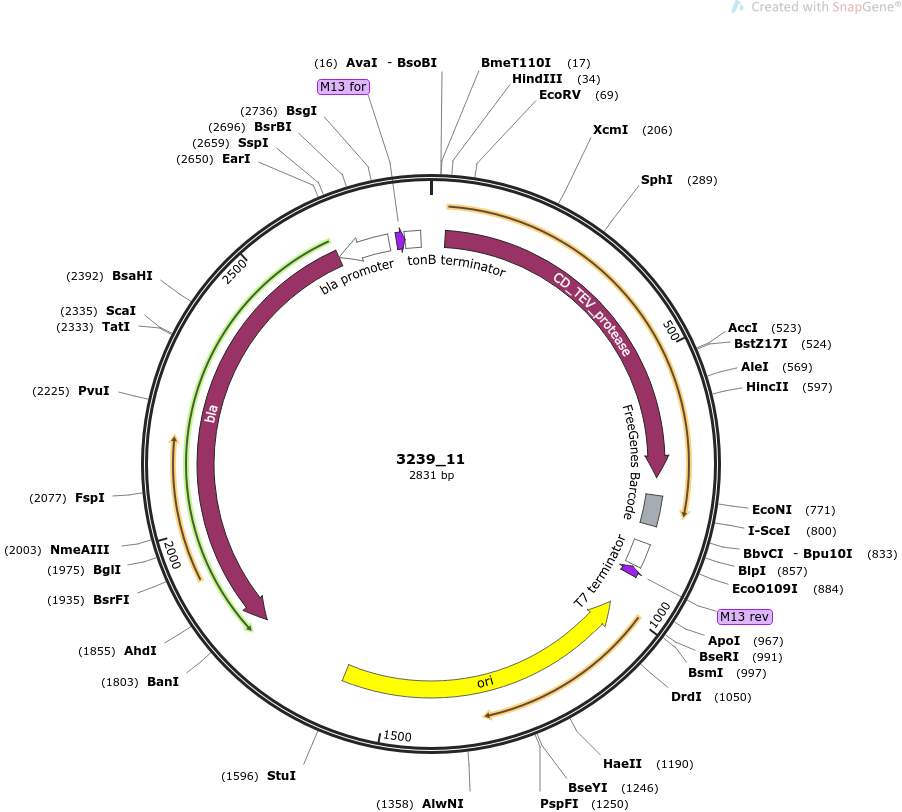 Created with SnapGene®
(16) AvaI - BsoBI
BmeT110I (17)
M13 for
HindIII (34)
EcoRV (69)
(2736) BsgI
(2696) BsrBI
(2659) SspI
(2650) EarI
XcmI (206)
SphI (289)
bla promoter
tonB terminator
CD_TEV_protease
2500
500
(2392) BsaHI
(2335) ScaI
(2333) TatI
AccI (523)
BstZ17I (524)
AleI (569)
HincII (597)
(2225) PvuI
bla
FreeGenes Barcode
3239_11
2831 bp
(2077) FspI
EcoNI (771)
I-SceI (800)
BbvCI - Bpu10I (833)
BlpI (857)
EcoO109I (884)
(2003) NmeAIII
(1975) BglI
(1935) BsrFI
2000
T7 terminator
M13 rev
1000
ApoI (967)
BseRI (991)
BsmI (997)
DrdI (1050)
(1855) AhdI
(1803) BanI
ori
1500
(1596) StuI
(1358) AlwNI
HaeII (1190)
BseYI (1246)
PspFI (1250)